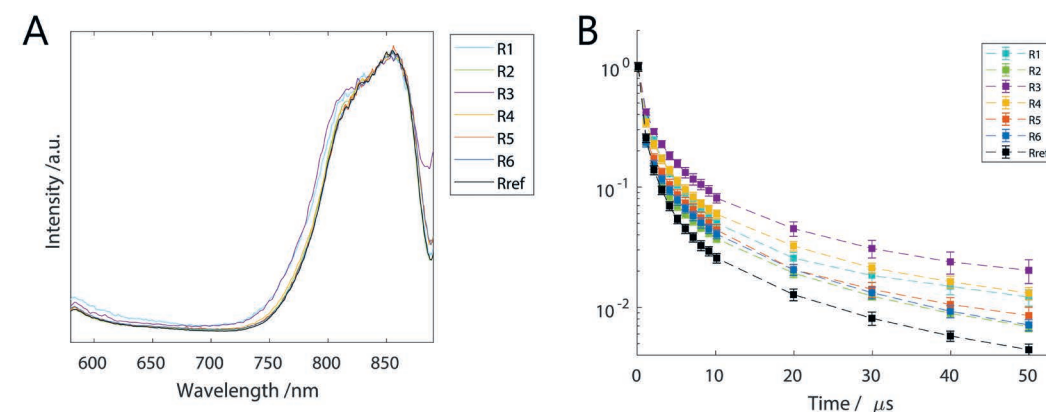 A
Intensity /a.u.
600
650
700
750
800
850
Wavelength /nm
R1
R2
R3
R4
R5
R6
Rref
B
10^0
10^-1
10^-2
0
10
20
30
40
50
Time / μs
R1
R2
R3
R4
R5
R6
Rref